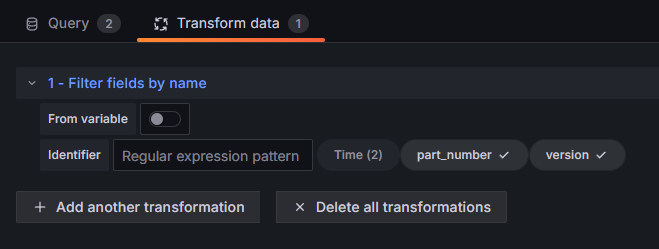 Query 2 Transform data 1
1 - Filter fields by name
From variable
Identifier Regular expression pattern Time (2) part_number version
Add another transformation Delete all transformations